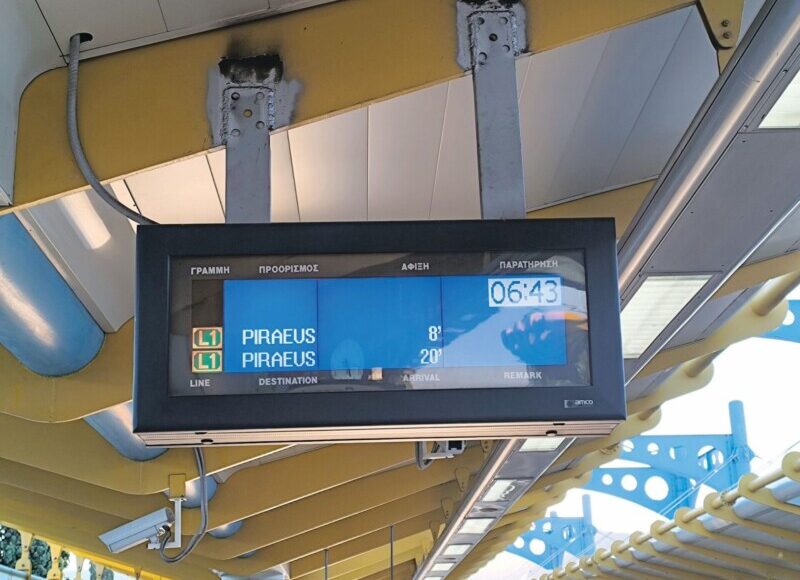 ΓΡΑΜΜΗ ΠΡΟΟΡΙΣΜΟΣ ΑΦΙΞΗ ΠΑΡΑΤΗΡΗΣΗ
06:43
L1 PIRAEUS 8'
L1 PIRAEUS 20'
LINE DESTINATION ARRIVAL REMARK
amco